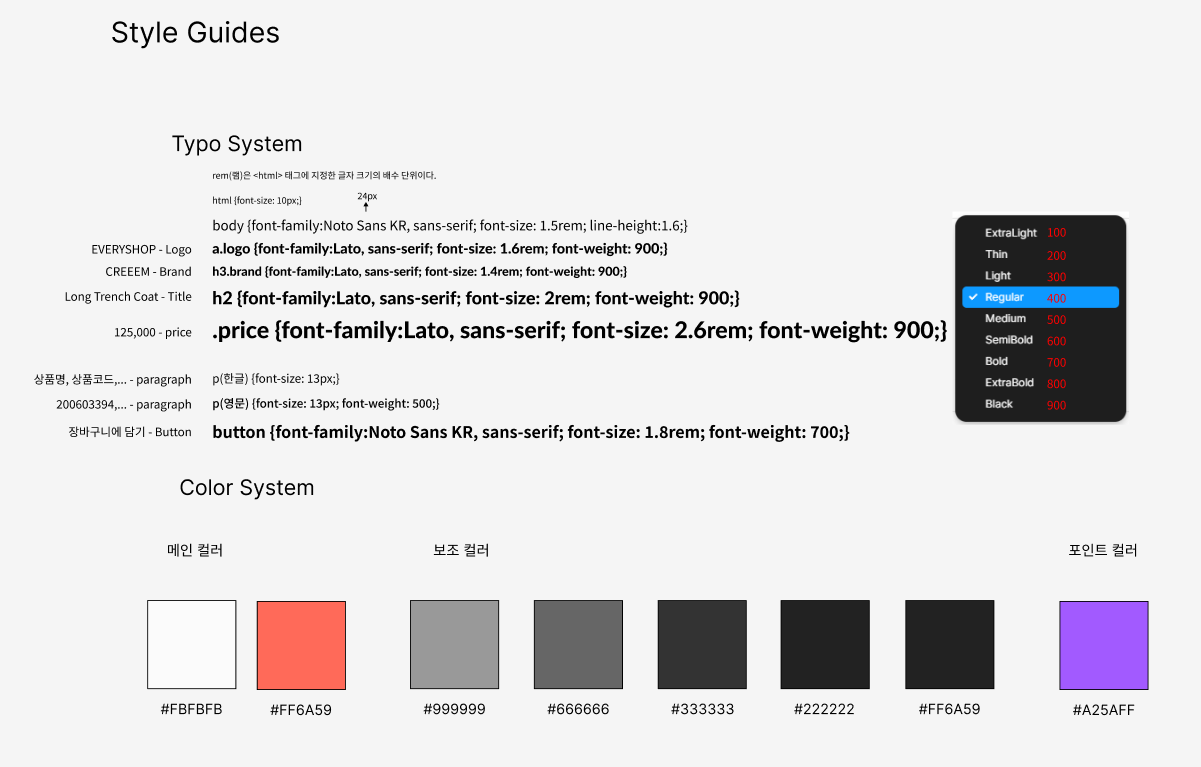 Style Guides
Typo System
rem(렘)은 <html> 태그에 지정한 글자 크기의 배수 단위이다.
24px
html {font-size: 10px;}
body {font-family:Noto Sans KR, sans-serif; font-size: 1.5rem; line-height:1.6;}
EVERYSHOP - Logo a.logo {font-family:Lato, sans-serif; font-size: 1.6rem; font-weight: 900;}
CREEEM - Brand h3.brand {font-family:Lato, sans-serif; font-size: 1.4rem; font-weight: 900;}
Long Trench Coat - Title h2 {font-family:Lato, sans-serif; font-size: 2rem; font-weight: 900;}
125,000 - price .price {font-family:Lato, sans-serif; font-size: 2.6rem; font-weight: 900;}
상품명, 상품코드,... - paragraph p(한글) {font-size: 13px;}
200603394,... - paragraph p(영문) {font-size: 13px; font-weight: 500;}
장바구니에 담기 - Button button {font-family:Noto Sans KR, sans-serif; font-size: 1.8rem; font-weight: 700;}
ExtraLight 100
Thin 200
Light 300
Regular 400
Medium 500
SemiBold 600
Bold 700
ExtraBold 800
Black 900
Color System
메인 컬러 보조 컬러 포인트 컬러
#FBFBFB #FF6A59 #999999 #666666 #333333 #222222 #FF6A59 #A25AFF